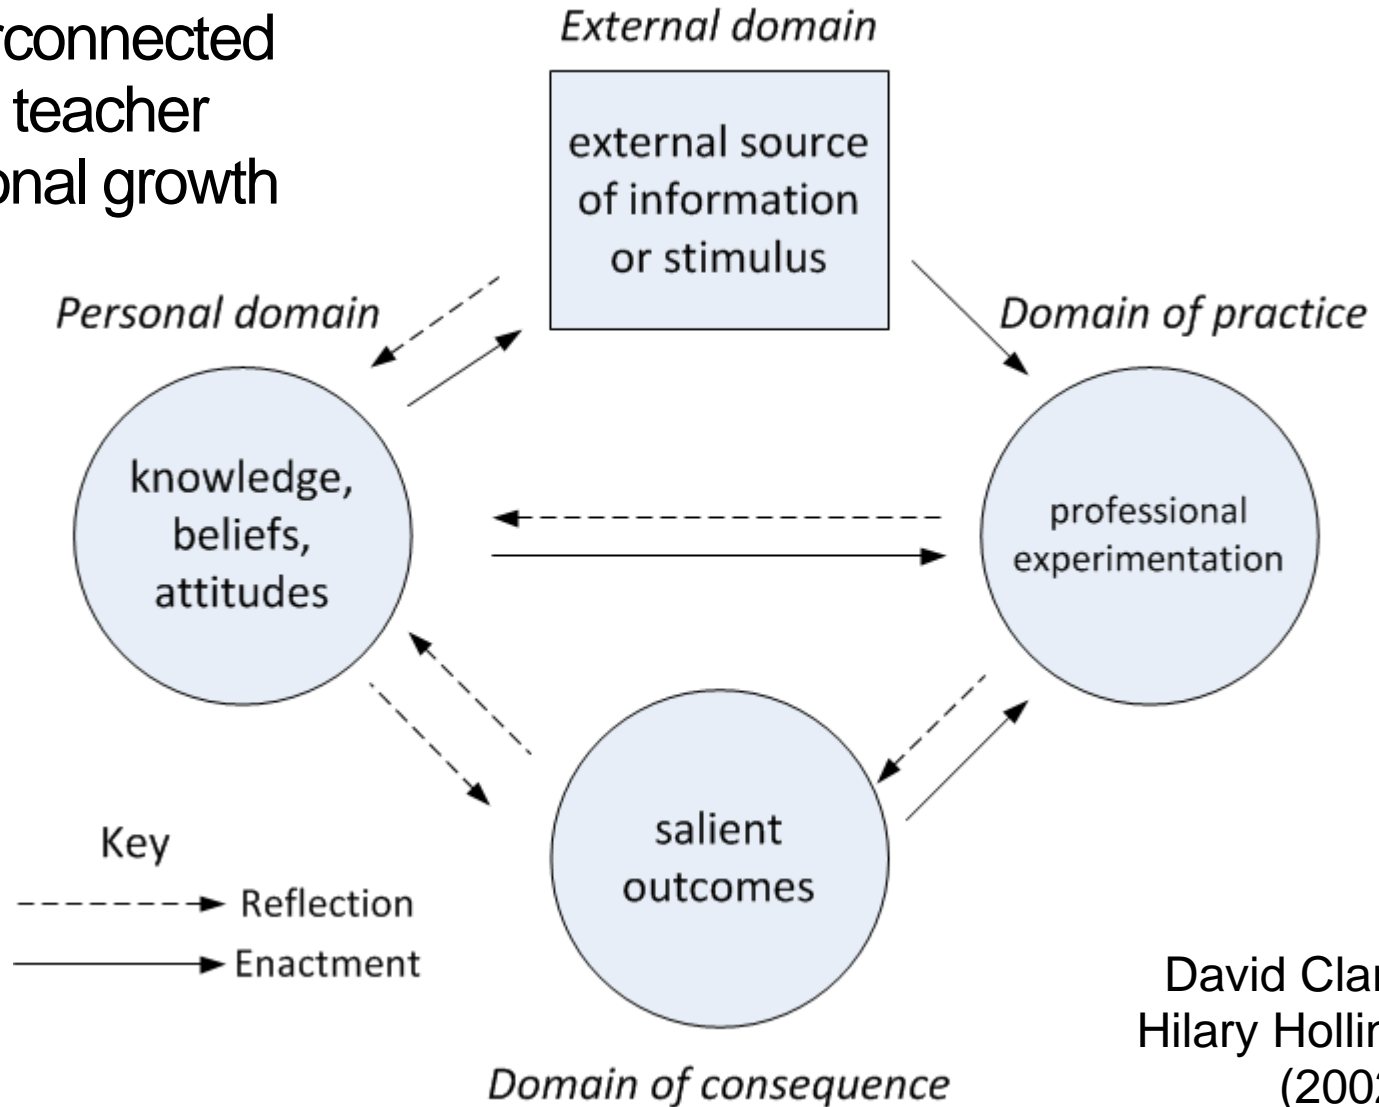 rconnected
teacher
onal growth
External domain
external source
of information
or stimulus
Personal domain
Domain of practice
knowledge,
beliefs,
attitudes
professional
experimentation
salient
outcomes
Key
Reflection
Enactment
Domain of consequence
David Clar
Hilary Hollin
(2002